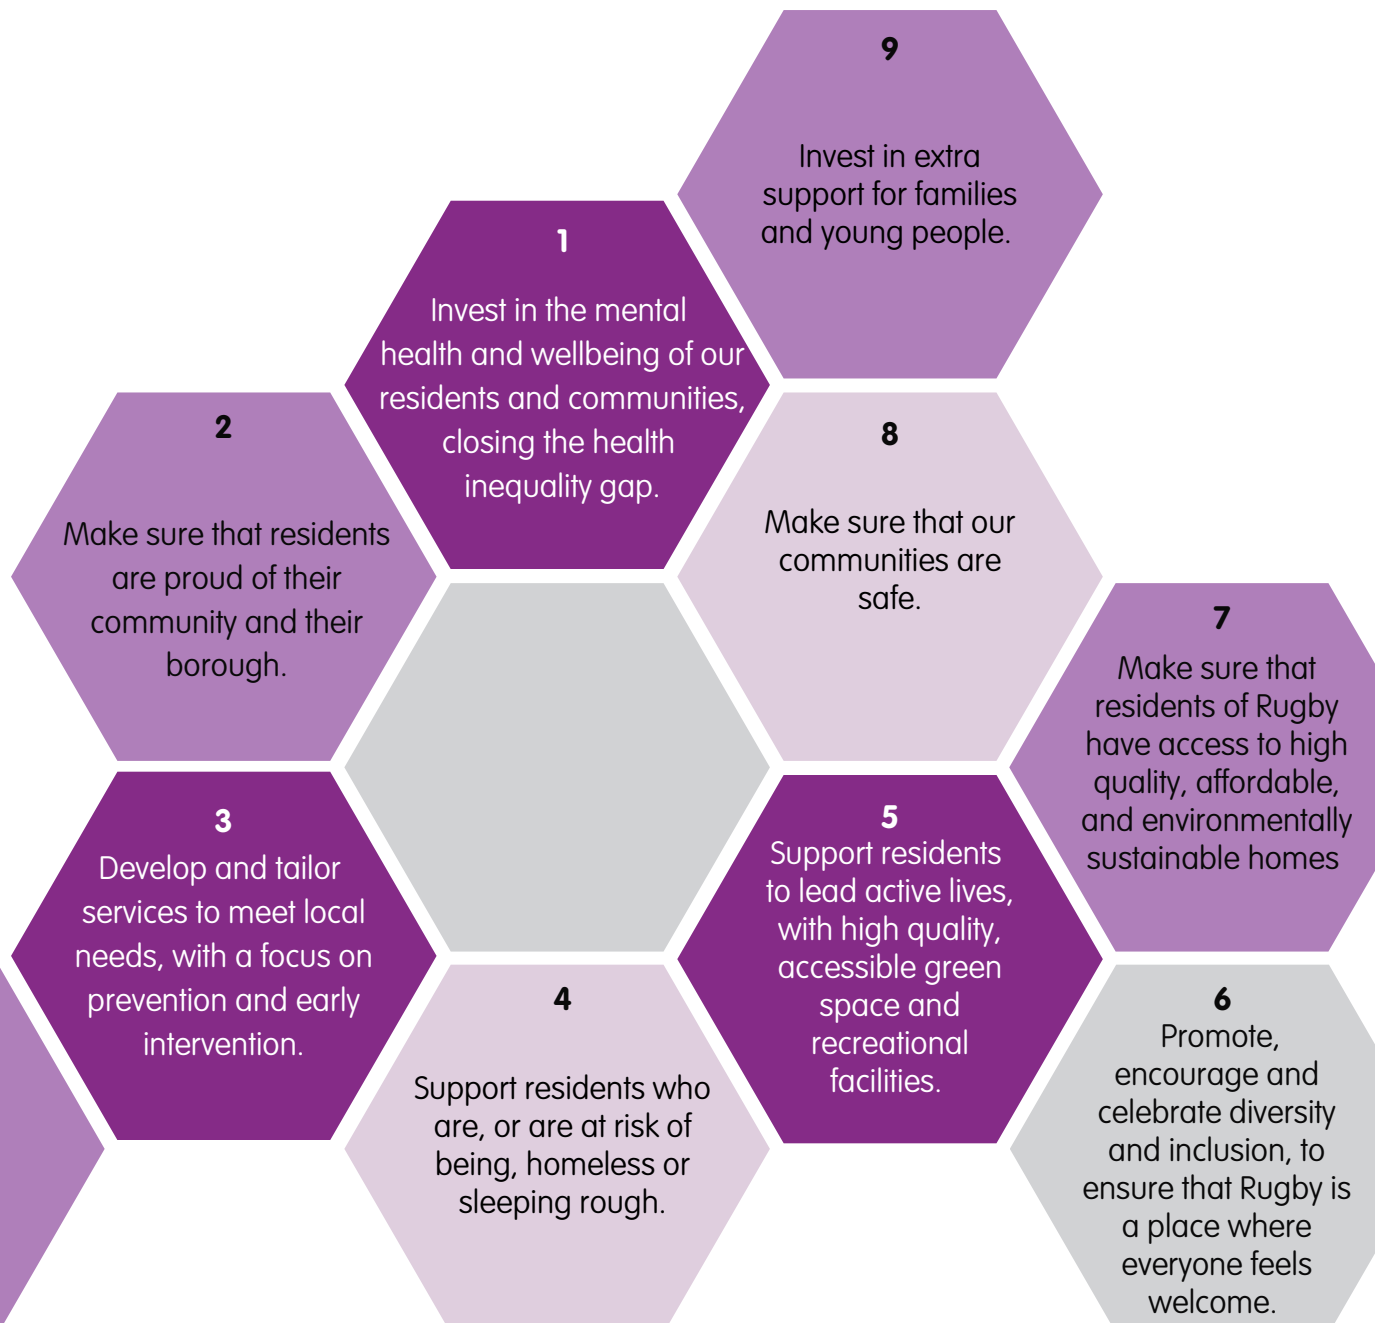 1
Invest in the mental
health and wellbeing of our
residents and communities,
closing the health
inequality gap.
2
Make sure that residents
are proud of their
community and their
borough.
3
Develop and tailor
services to meet local
needs, with a focus on
prevention and early
intervention.
4
Support residents who
are, or are at risk of
being, homeless or
sleeping rough.
5
Support residents
to lead active lives,
with high quality,
accessible green
space and
recreational
facilities.
6
Promote,
encourage and
celebrate diversity
and inclusion, to
ensure that Rugby is
a place where
everyone feels
welcome.
7
Make sure that
residents of Rugby
have access to high
quality, affordable,
and environmentally
sustainable homes
8
Make sure that our
communities are
safe.
9
Invest in extra
support for families
and young people.